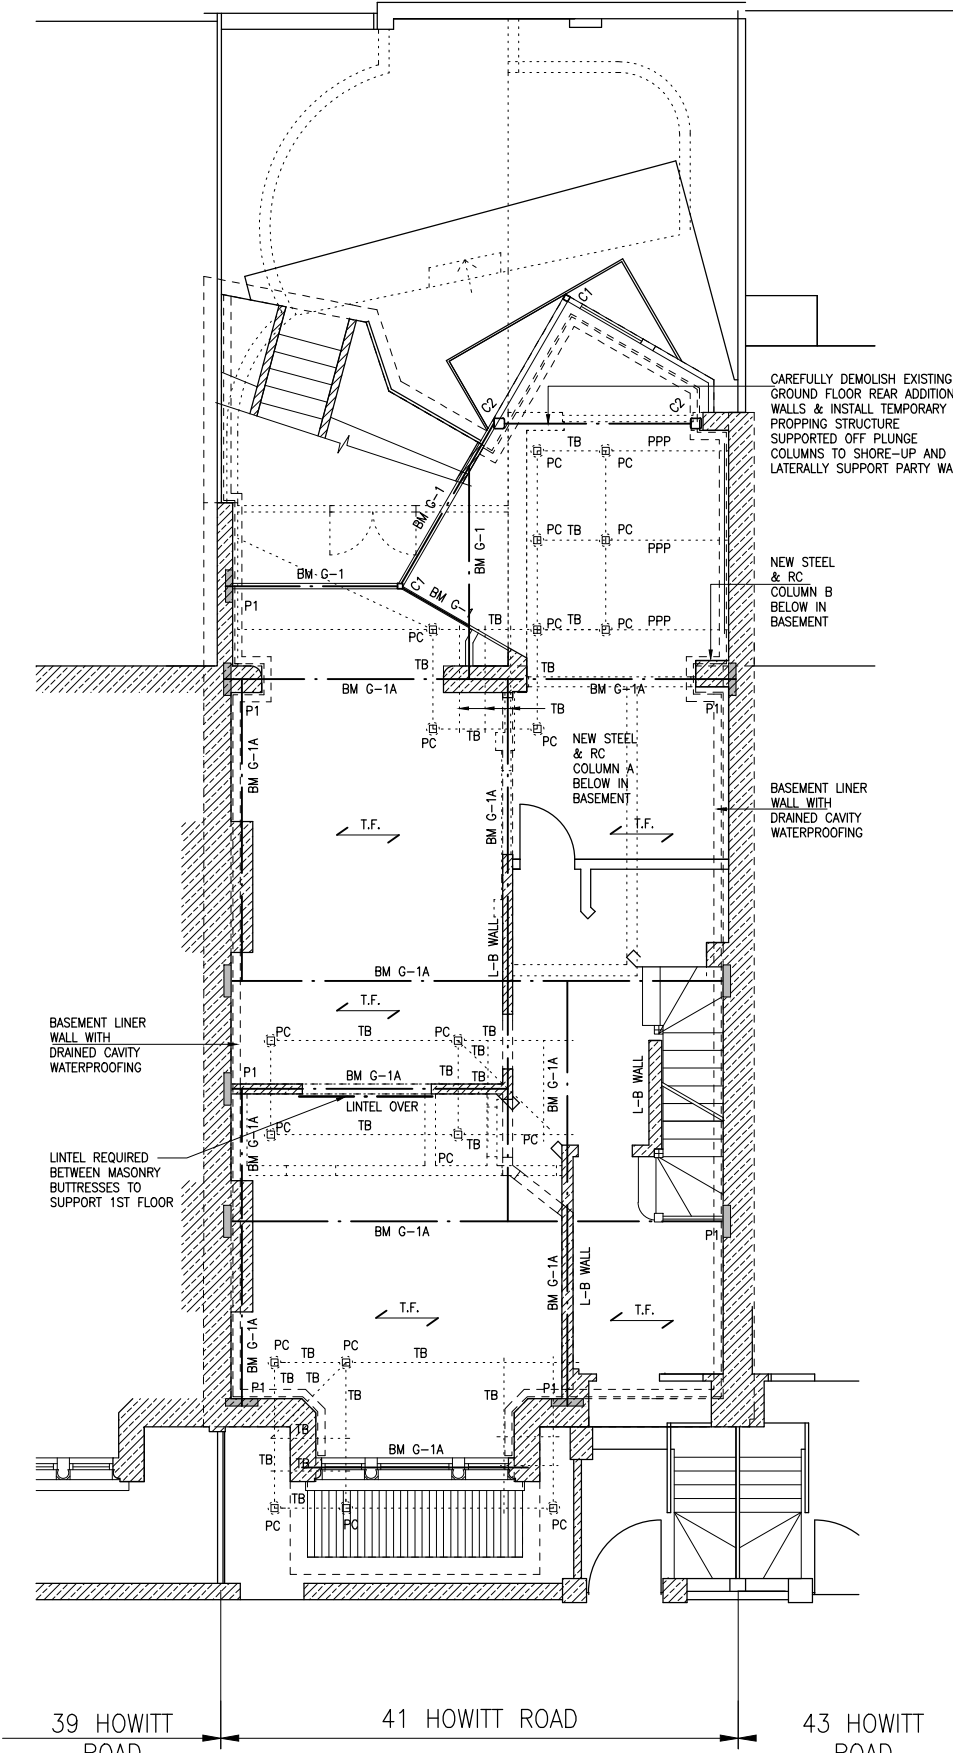 C1
C2
C2
CAREFULLY DEMOLISH EXISTING
GROUND FLOOR REAR ADDITION
WALLS & INSTALL TEMPORARY
PROPPING STRUCTURE
SUPPORTED OFF PLUNGE
COLUMNS TO SHORE-UP AND
LATERALLY SUPPORT PARTY WA
TB
PPP
PC
PC
BM G-1
BM G-1
PC
TB
PC
PPP
NEW STEEL
& RC
COLUMN B
BELOW IN
BASEMENT
BM G-1
C1
BM G-1
P1
PC
TB
PC
TB
PC
PPP
TB
TB
BM G-1A
BM G-1A
P1
P1
TB
PC
TB
PC
NEW STEEL
& RC
COLUMN A
BELOW IN
BASEMENT
BM G-1A
BM G-1A
BASEMENT LINER
WALL WITH
DRAINED CAVITY
WATERPROOFING
T.F.
T.F.
L-B WALL
BM G-1A
T.F.
BASEMENT LINER
WALL WITH
DRAINED CAVITY
WATERPROOFING
PC
TB
PC
TB
P1
BM G-1A
TB
TB
BM G-1A
L-B WALL
LINTEL OVER
BM G-1A
PC
TB
TB
PC
PC
LINTEL REQUIRED
BETWEEN MASONRY
BUTTRESSES TO
SUPPORT 1ST FLOOR
BM G-1A
P1
BM G-1A
L-B WALL
T.F.
T.F.
BM G-1A
PC
TB
PC
TB
TB
TB
TB
TB
P1
P1
TB
TB
BM G-1A
TB
TB
TB
PC
PC
PC
39 HOWITT
ROAD
41 HOWITT ROAD
43 HOWITT
ROAD